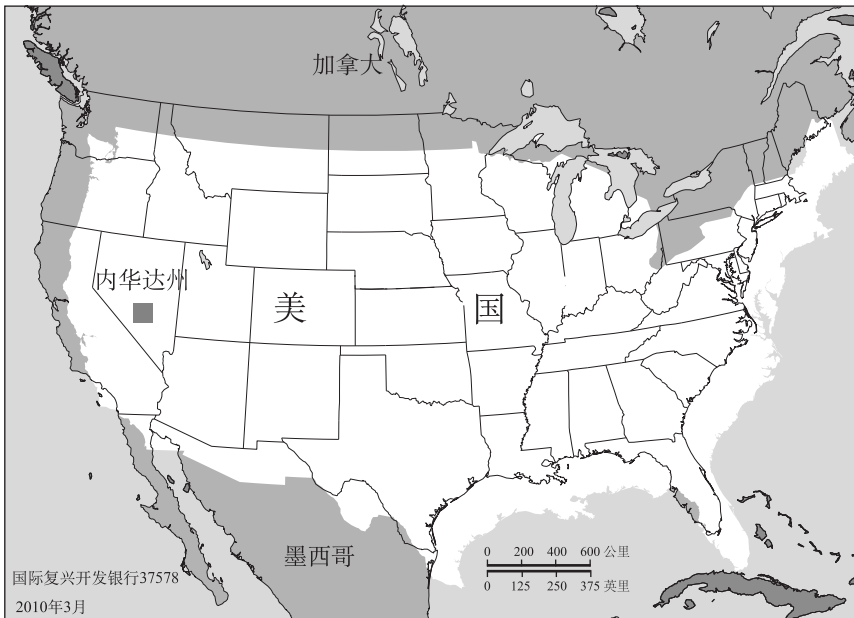 加拿大
内华达州
美 国
墨西哥
0 200 400 600 公里
0 125 250 375 英里
国际复兴开发银行37578
2010年3月